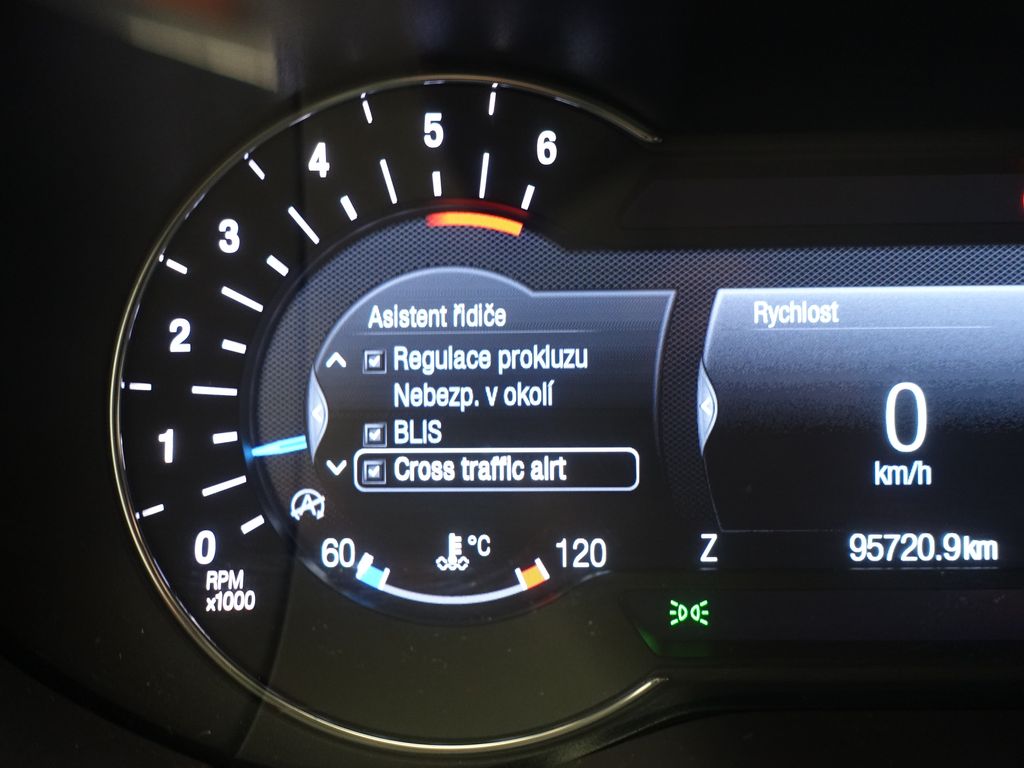 6
5
4
3
2
1
0
RPM
x1000
Asistent řidiče
Regulace prokluzu
Nebezp. v okolí
BLIS
Cross traffic alrt
A
60
°C
120
Rychlost
0
km/h
Z
95720.9km